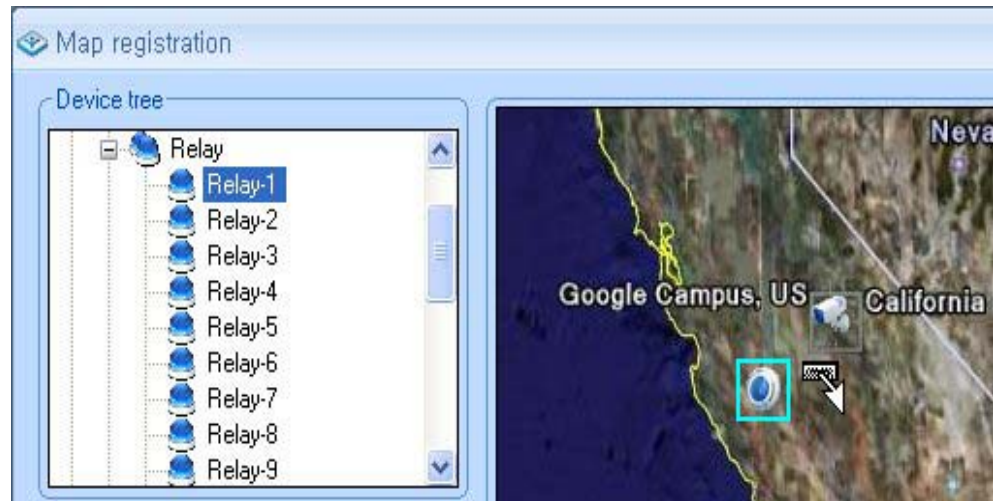 Map registration
Device tree
Relay
Relay-1
Relay-2
Relay-3
Relay-4
Relay-5
Relay-6
Relay-7
Relay-8
Relay-9
Neva
Google Campus, US
California